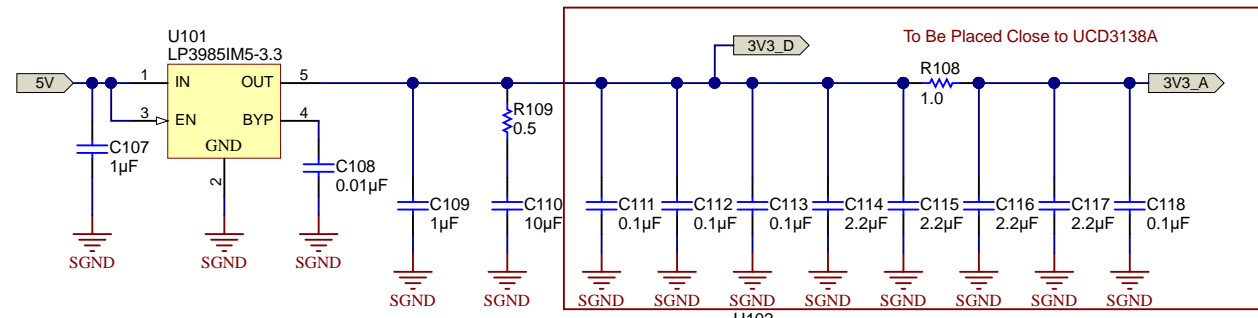 U101
LP3985IM5-3.3
To Be Placed Close to UCD3138A
3V3_D
5V
1
IN
OUT
5
R108
1.0
3V3_A
3
EN
BYP
4
GND
2
R109
0.5
C107
1µF
C108
0.01µF
C109
1µF
C110
10µF
C111
0.1µF
C112
0.1µF
C113
0.1µF
C114
2.2µF
C115
2.2µF
C116
2.2µF
C117
2.2µF
C118
0.1µF
SGND
SGND
SGND
SGND
SGND
SGND
SGND
SGND
SGND
SGND
SGND
SGND
SGND